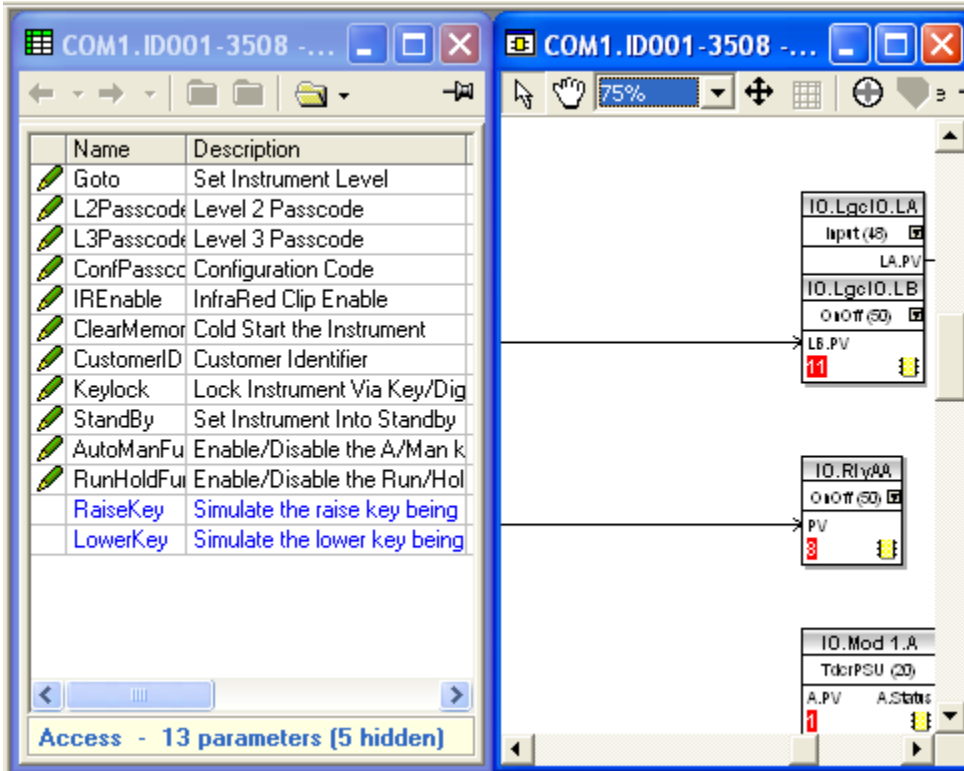 COM1.ID001-3508 -...
Name Description
Goto Set Instrument Level
L2Passcode Level 2 Passcode
L3Passcode Level 3 Passcode
ConfPassco Configuration Code
IREnable InfraRed Clip Enable
ClearMemor Cold Start the Instrument
CustomerID Customer Identifier
Keylock Lock Instrument Via Key/Dig
StandBy Set Instrument Into Standby
AutoManFu Enable/Disable the A/Man k
RunHoldFun Enable/Disable the Run/Hol
RaiseKey Simulate the raise key being
LowerKey Simulate the lower key being
Access - 13 parameters (5 hidden)
COM1.ID001-3508 -...
75%
e
IO.LgcIO.LA
Input (48)
LA.PV
IO.LgcIO.LB
OnOff (50)
LB.PV
11
IO.RlyAA
OnOff (50)
PV
8
IO.Mod 1.A
TdcrPSU (20)
A.PV A.Status
1